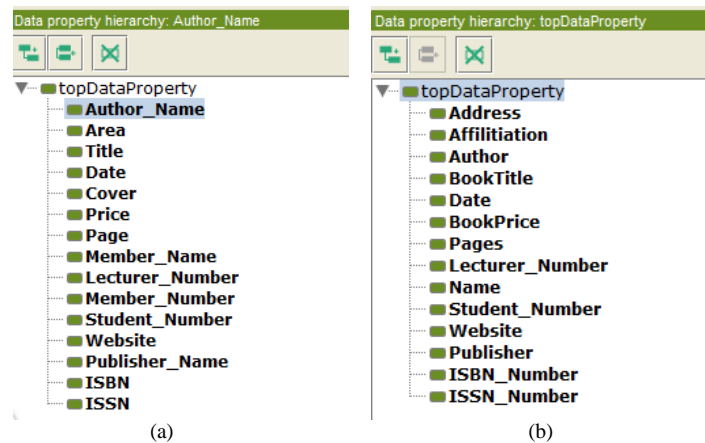 Data property hierarchy: Author_Name
topDataProperty
Author_Name
Area
Title
Date
Cover
Price
Page
Member_Name
Lecturer_Number
Member_Number
Student_Number
Website
Publisher_Name
ISBN
ISSN
(a)
Data property hierarchy: topDataProperty
topDataProperty
Address
Affilitiation
Author
BookTitle
Date
BookPrice
Pages
Lecturer_Number
Name
Student_Number
Website
Publisher
ISBN_Number
ISSN_Number
(b)